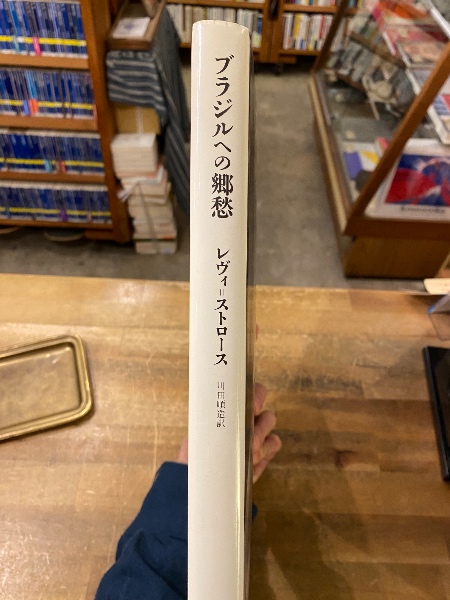 ブラジルへの郷愁
レヴィ=ストロース
川田順造訳